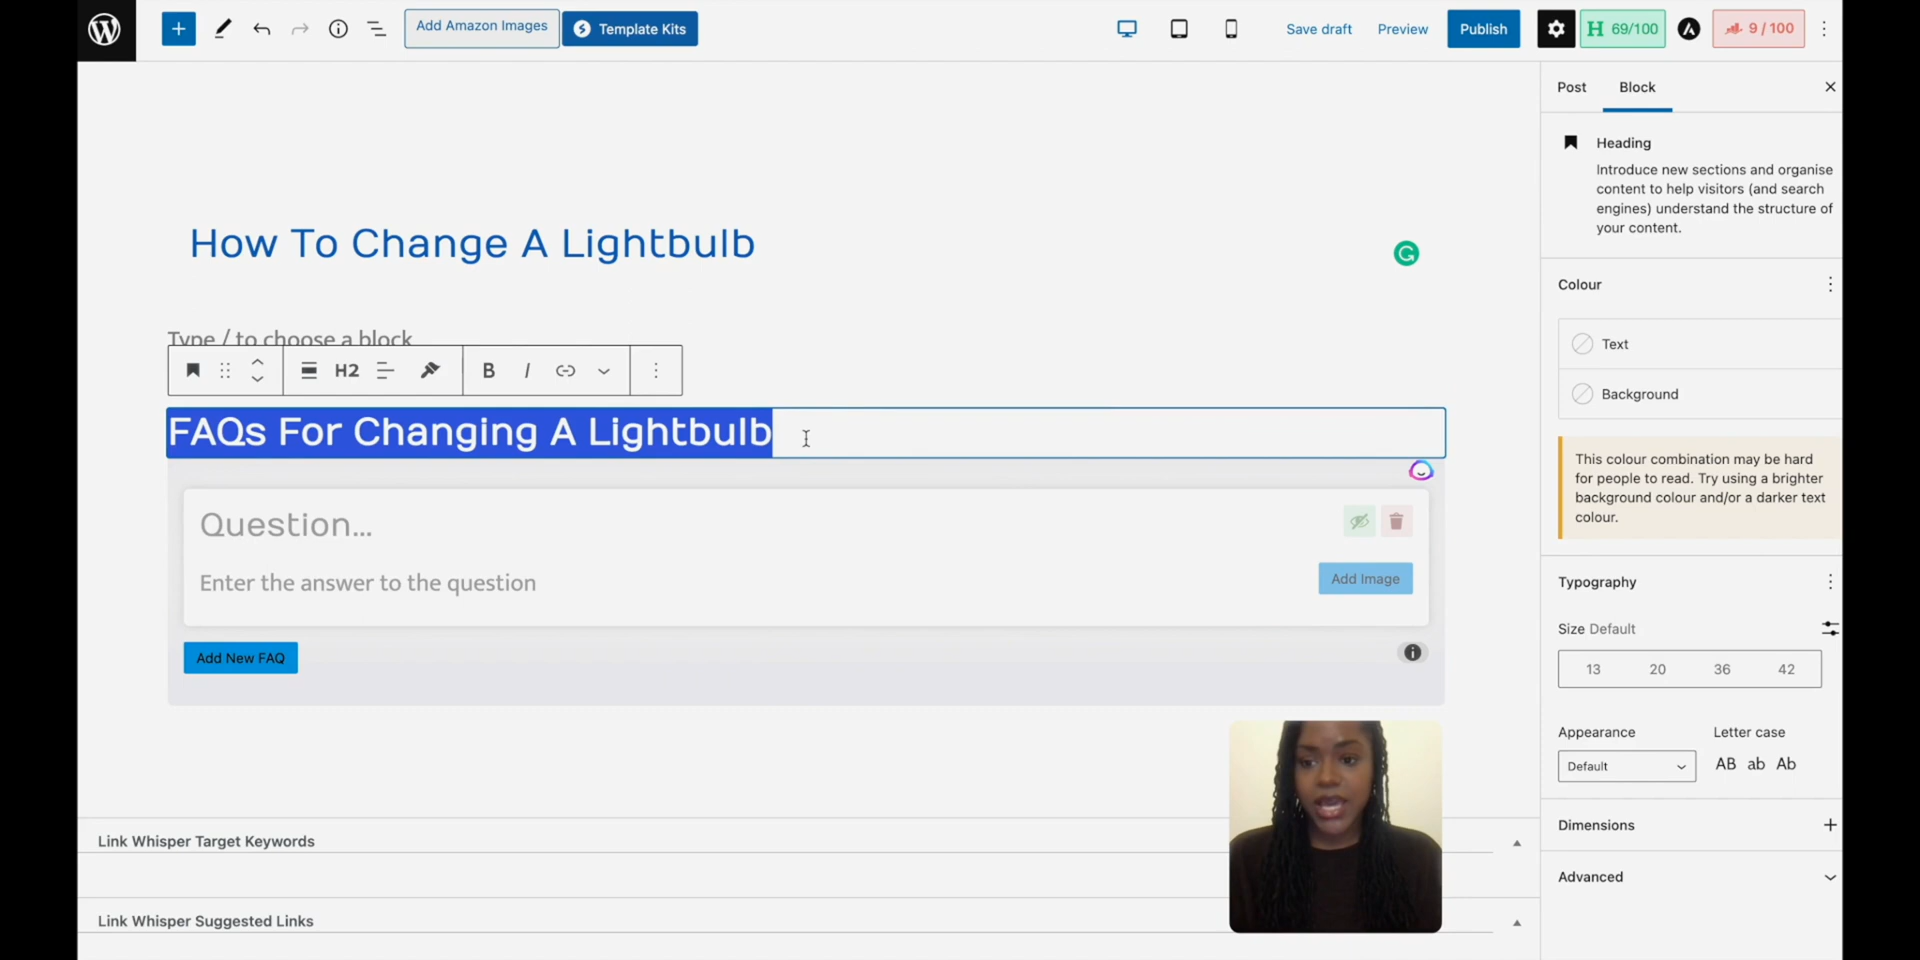 Add Amazon Images
Template Kits
Save draft
Preview
Publish
H 69/100
9 / 100
Post
Block
Heading
Introduce new sections and organise
content to help visitors (and search
engines) understand the structure of
your content.
How To Change A Lightbulb
Type / to choose a block
H2
B
I
FAQs For Changing A Lightbulb
Question...
Enter the answer to the question
Add Image
Add New FAQ
Colour
Text
Background
This colour combination may be hard
for people to read. Try using a brighter
background colour and/or a darker text
colour.
Typography
Size Default
13 20 36 42
Appearance
Letter case
Default
AB ab Ab
Dimensions
Advanced
Link Whisper Target Keywords
Link Whisper Suggested Links